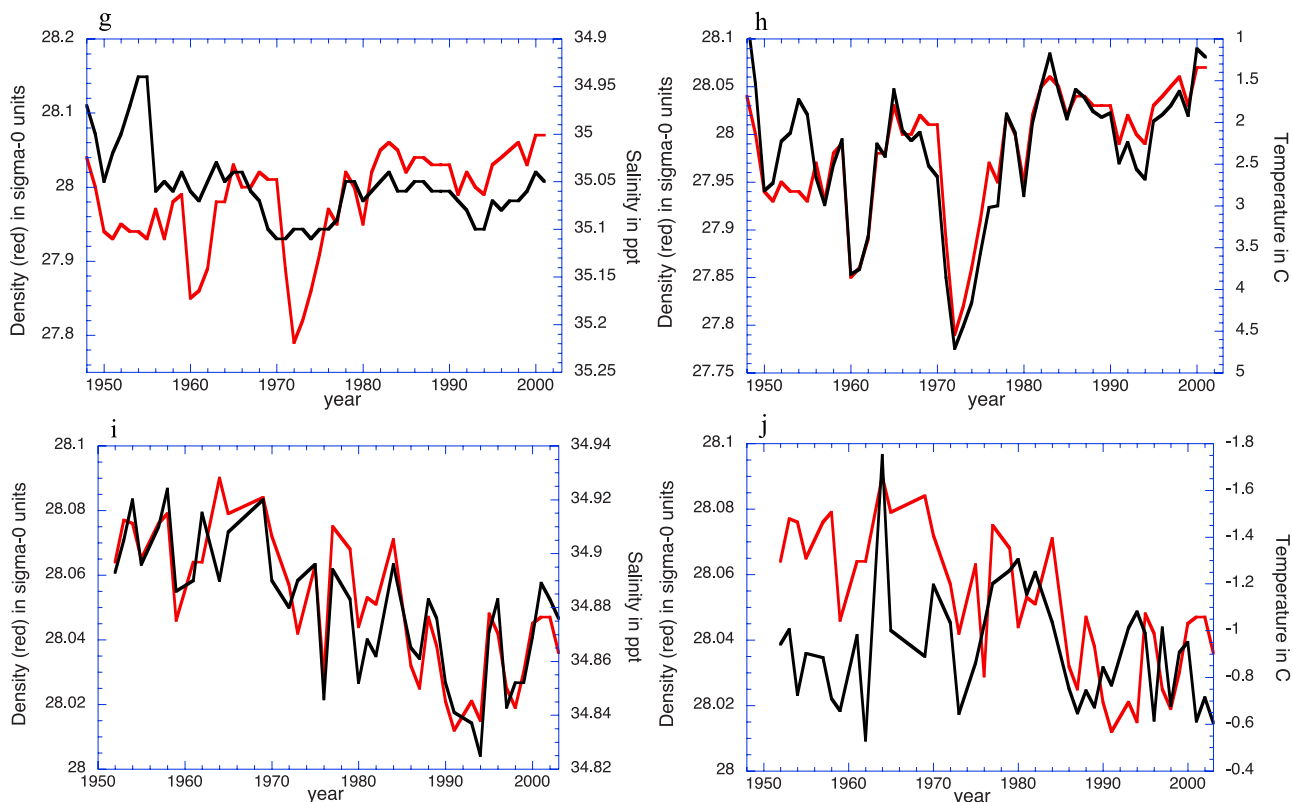 g
28.2
28.1
28
27.9
27.8
Density (red) in sigma-0 units
34.9
34.95
35
35.05
35.1
35.15
35.2
35.25
Salinity in ppt
1950 1960 1970 1980 1990 2000
year
h
28.1
28.05
28
27.95
27.9
27.85
27.8
27.75
Density (red) in sigma-0 units
1
1.5
2
2.5
3
3.5
4
4.5
5
Temperature in C
1950 1960 1970 1980 1990 2000
year
i
28.1
28.08
28.06
28.04
28.02
28
Density (red) in sigma-0 units
34.94
34.92
34.9
34.88
34.86
34.84
34.82
Salinity in ppt
1950 1960 1970 1980 1990 2000
year
j
28.1
28.08
28.06
28.04
28.02
28
Density (red) in sigma-0 units
-1.8
-1.6
-1.4
-1.2
-1
-0.8
-0.6
-0.4
Temperature in C
1950 1960 1970 1980 1990 2000
year